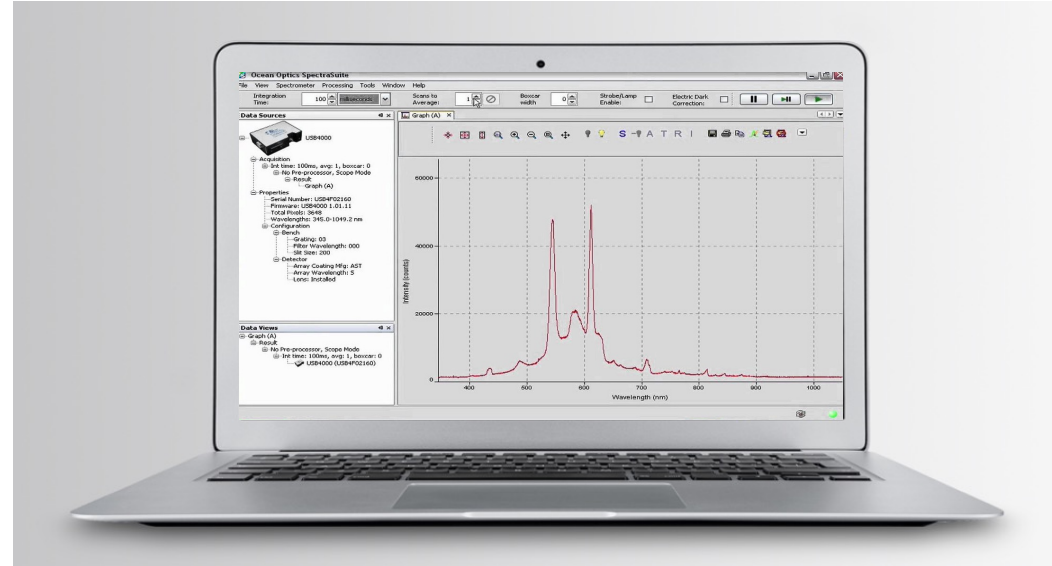 Ocean Optics SpectraSuite
File View Spectrometer Processing Tools Window Help
Integration Time: 100 milliseconds
Scans to Average: 1
Boxcar width 0
Strobe/Lamp Enable:
Electric Dark Correction:
Data Sources
USB4000
Acquisition
Int time: 100ms, avg: 1, boxcar: 0
No Pre-processor, Scope Mode
Result
Graph (A)
Properties
Serial Number: USB4F02160
Firmware: USB4000 1.01.11
Total Pixels: 3648
Wavelengths: 345.0-1049.2 nm
Configuration
Bench
Grating: 03
Filter Wavelength: 000
Slit Size: 200
Detector
Array Coating Mfg: AST
Array Wavelength: S
Lens: Installed
Data Views
Graph (A)
Result
No Pre-processor, Scope Mode
Int time: 100ms, avg: 1, boxcar: 0
USB4000 (USB4F02160)
Graph (A)
S A T R I
60000
40000
20000
0
Intensity (counts)
400 500 600 700 800 900 1000
Wavelength (nm)